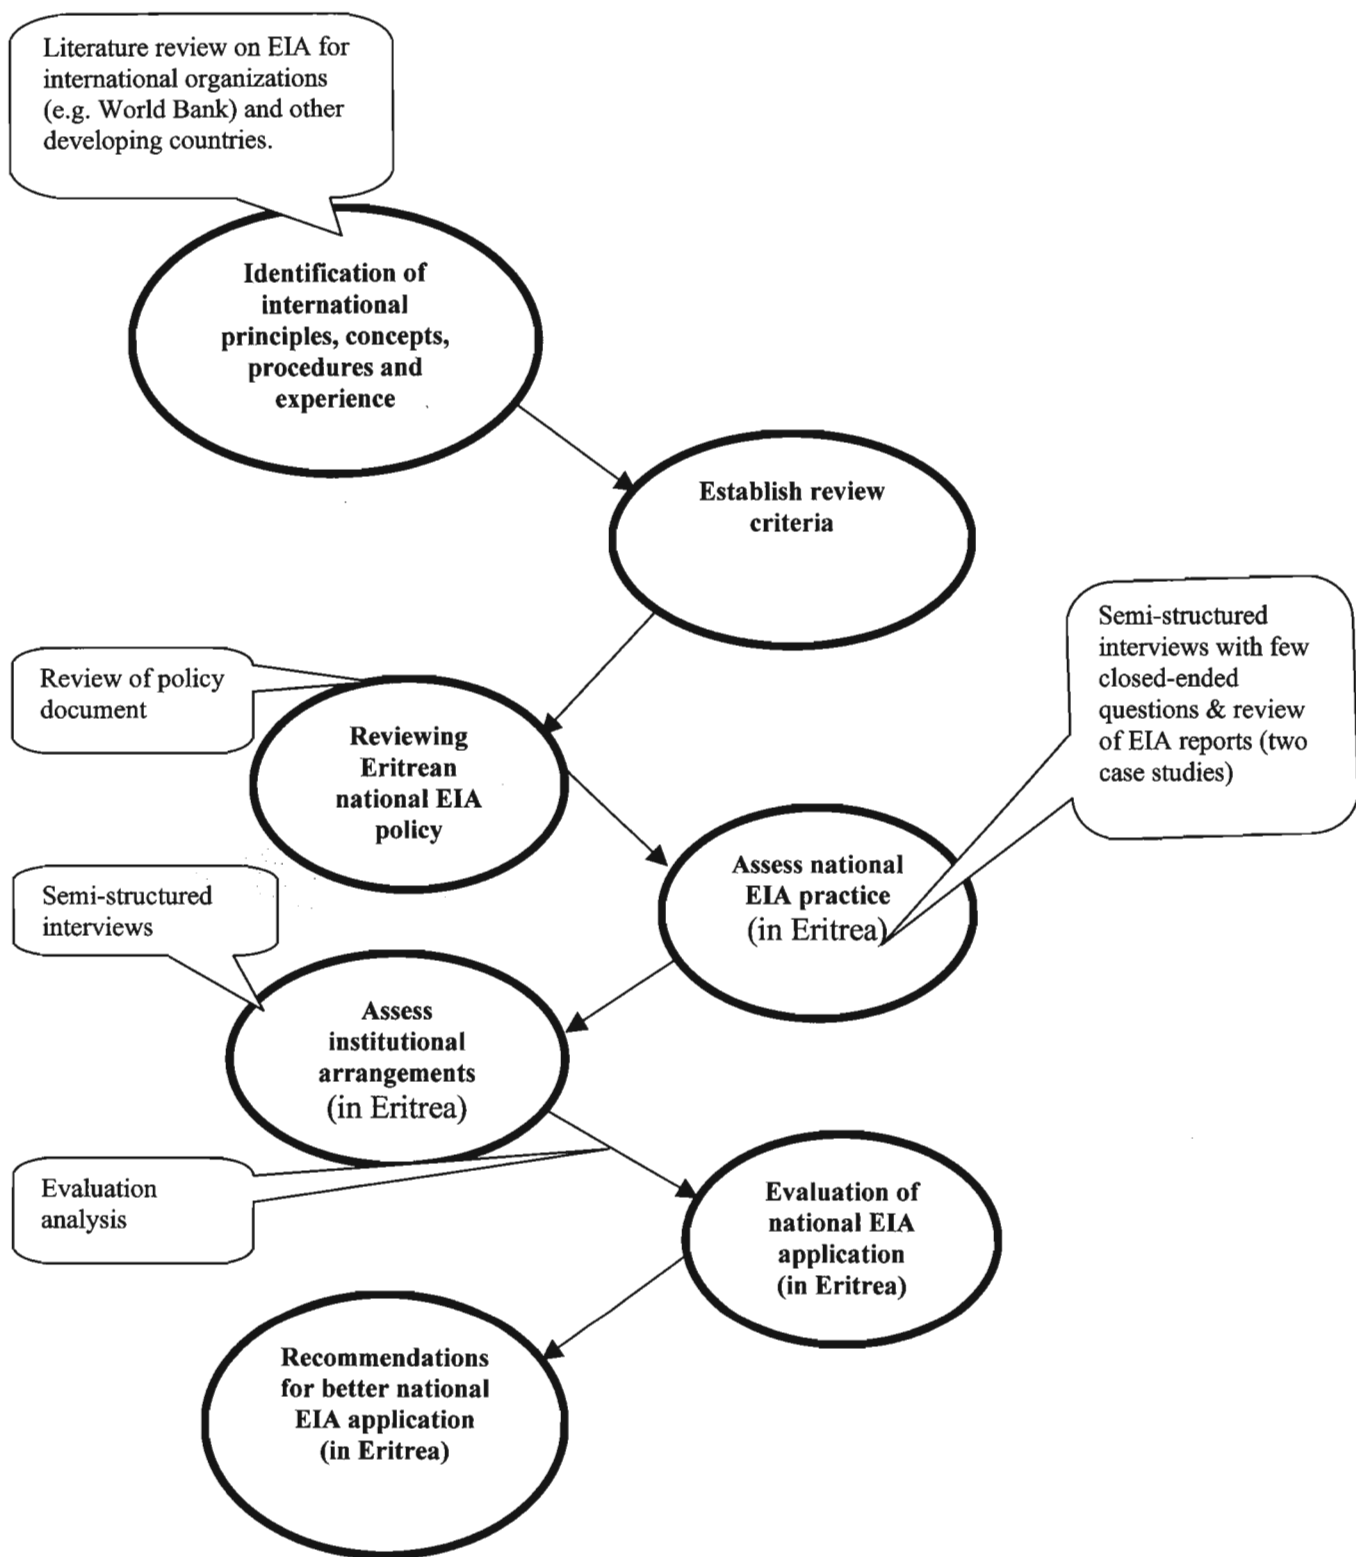 Literature review on EIA for
international organizations
(e.g. World Bank) and other
developing countries.
Identification of
international
principles, concepts,
procedures and
experience
Establish review
criteria
Semi-structured
interviews with few
closed-ended
questions & review
of EIA reports (two
case studies)
Review of policy
document
Reviewing
Eritrean
national EIA
policy
Assess national
EIA practice
(in Eritrea)
Semi-structured
interviews
Assess
institutional
arrangements
(in Eritrea)
Evaluation
analysis
Evaluation of
national EIA
application
(in Eritrea)
Recommendations
for better national
EIA application
(in Eritrea)